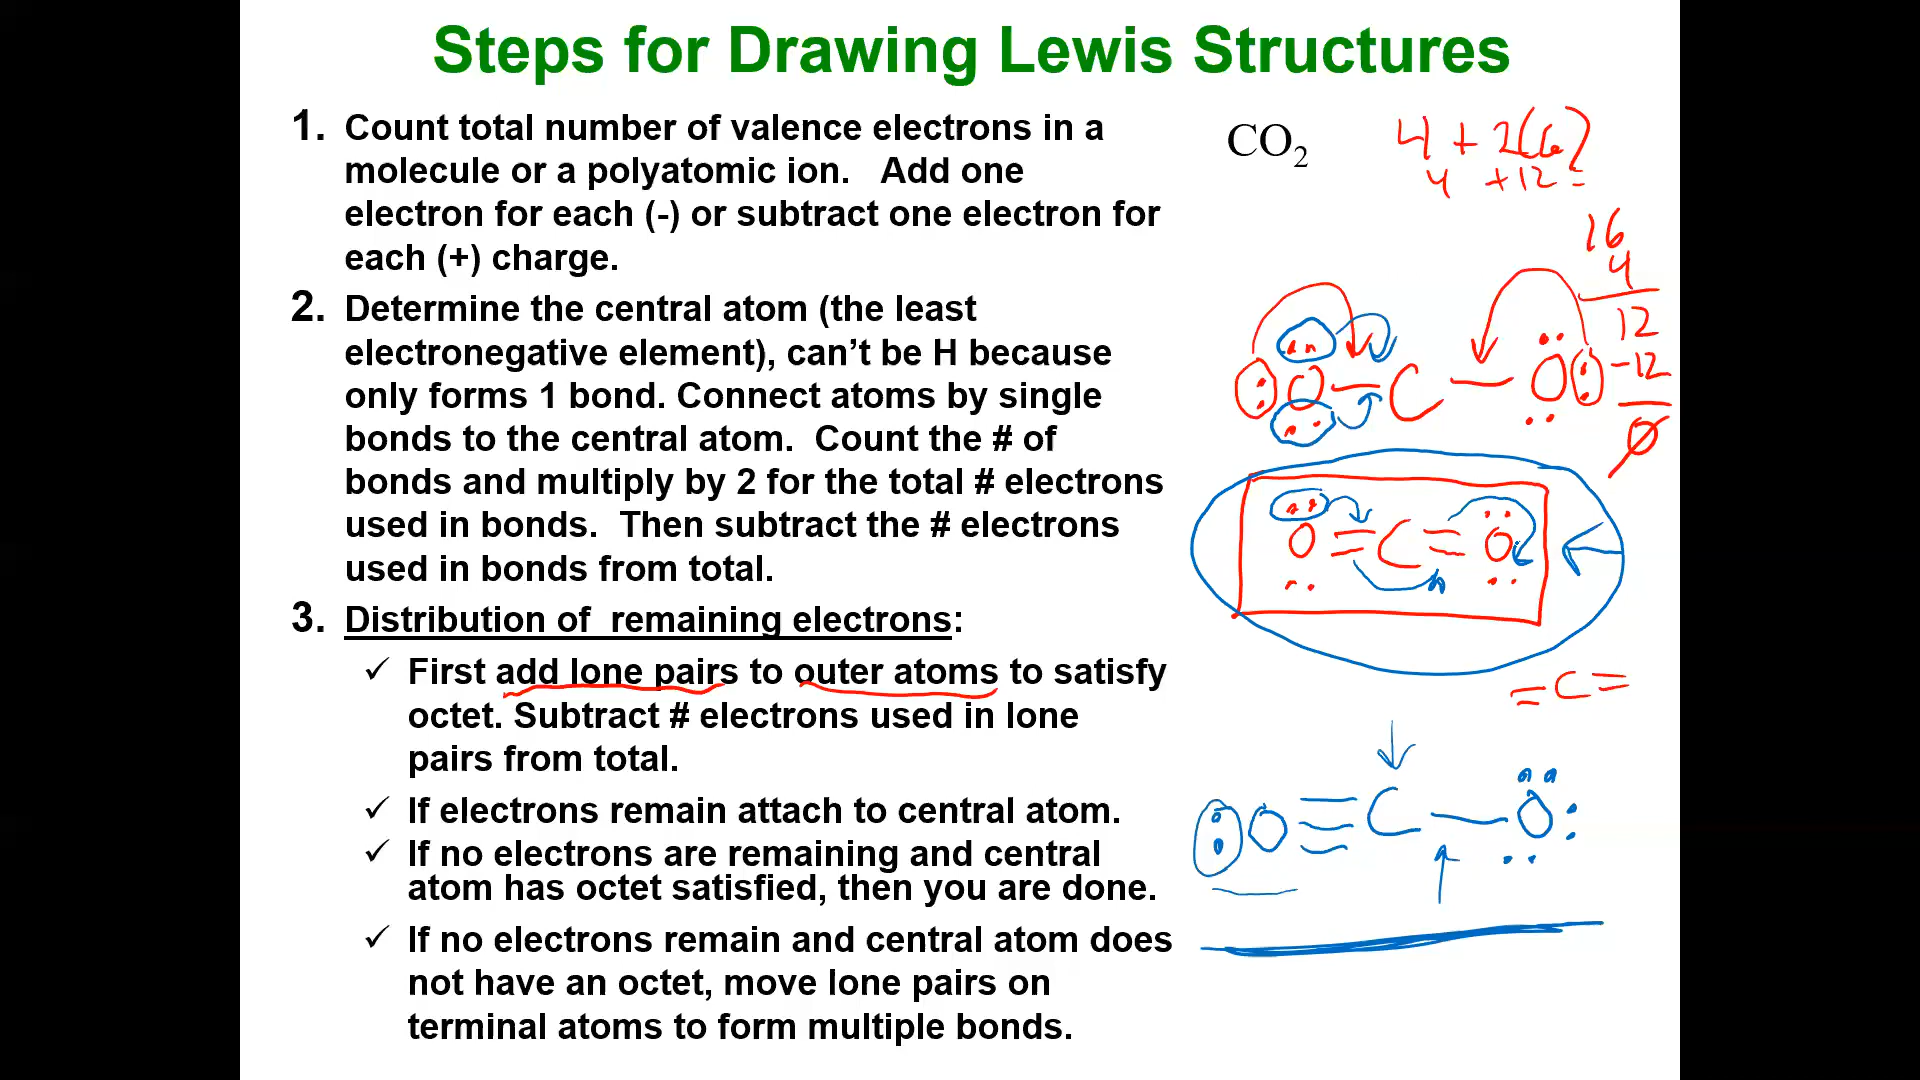 Steps for Drawing Lewis Structures
1. Count total number of valence electrons in a
molecule or a polyatomic ion. Add one
electron for each (-) or subtract one electron for
each (+) charge.
2. Determine the central atom (the least
electronegative element), can’t be H because
only forms 1 bond. Connect atoms by single
bonds to the central atom. Count the # of
bonds and multiply by 2 for the total # electrons
used in bonds. Then subtract the # electrons
used in bonds from total.
3. Distribution of remaining electrons:
✓ First add lone pairs to outer atoms to satisfy
octet. Subtract # electrons used in lone
pairs from total.
✓ If electrons remain attach to central atom.
✓ If no electrons are remaining and central
atom has octet satisfied, then you are done.
✓ If no electrons remain and central atom does
not have an octet, move lone pairs on
terminal atoms to form multiple bonds.
CO₂
4 + 2(6)
4 + 12 =
16
4
12
-12
0
O - C - O
O = C = O
= C =
O ≡ C - O